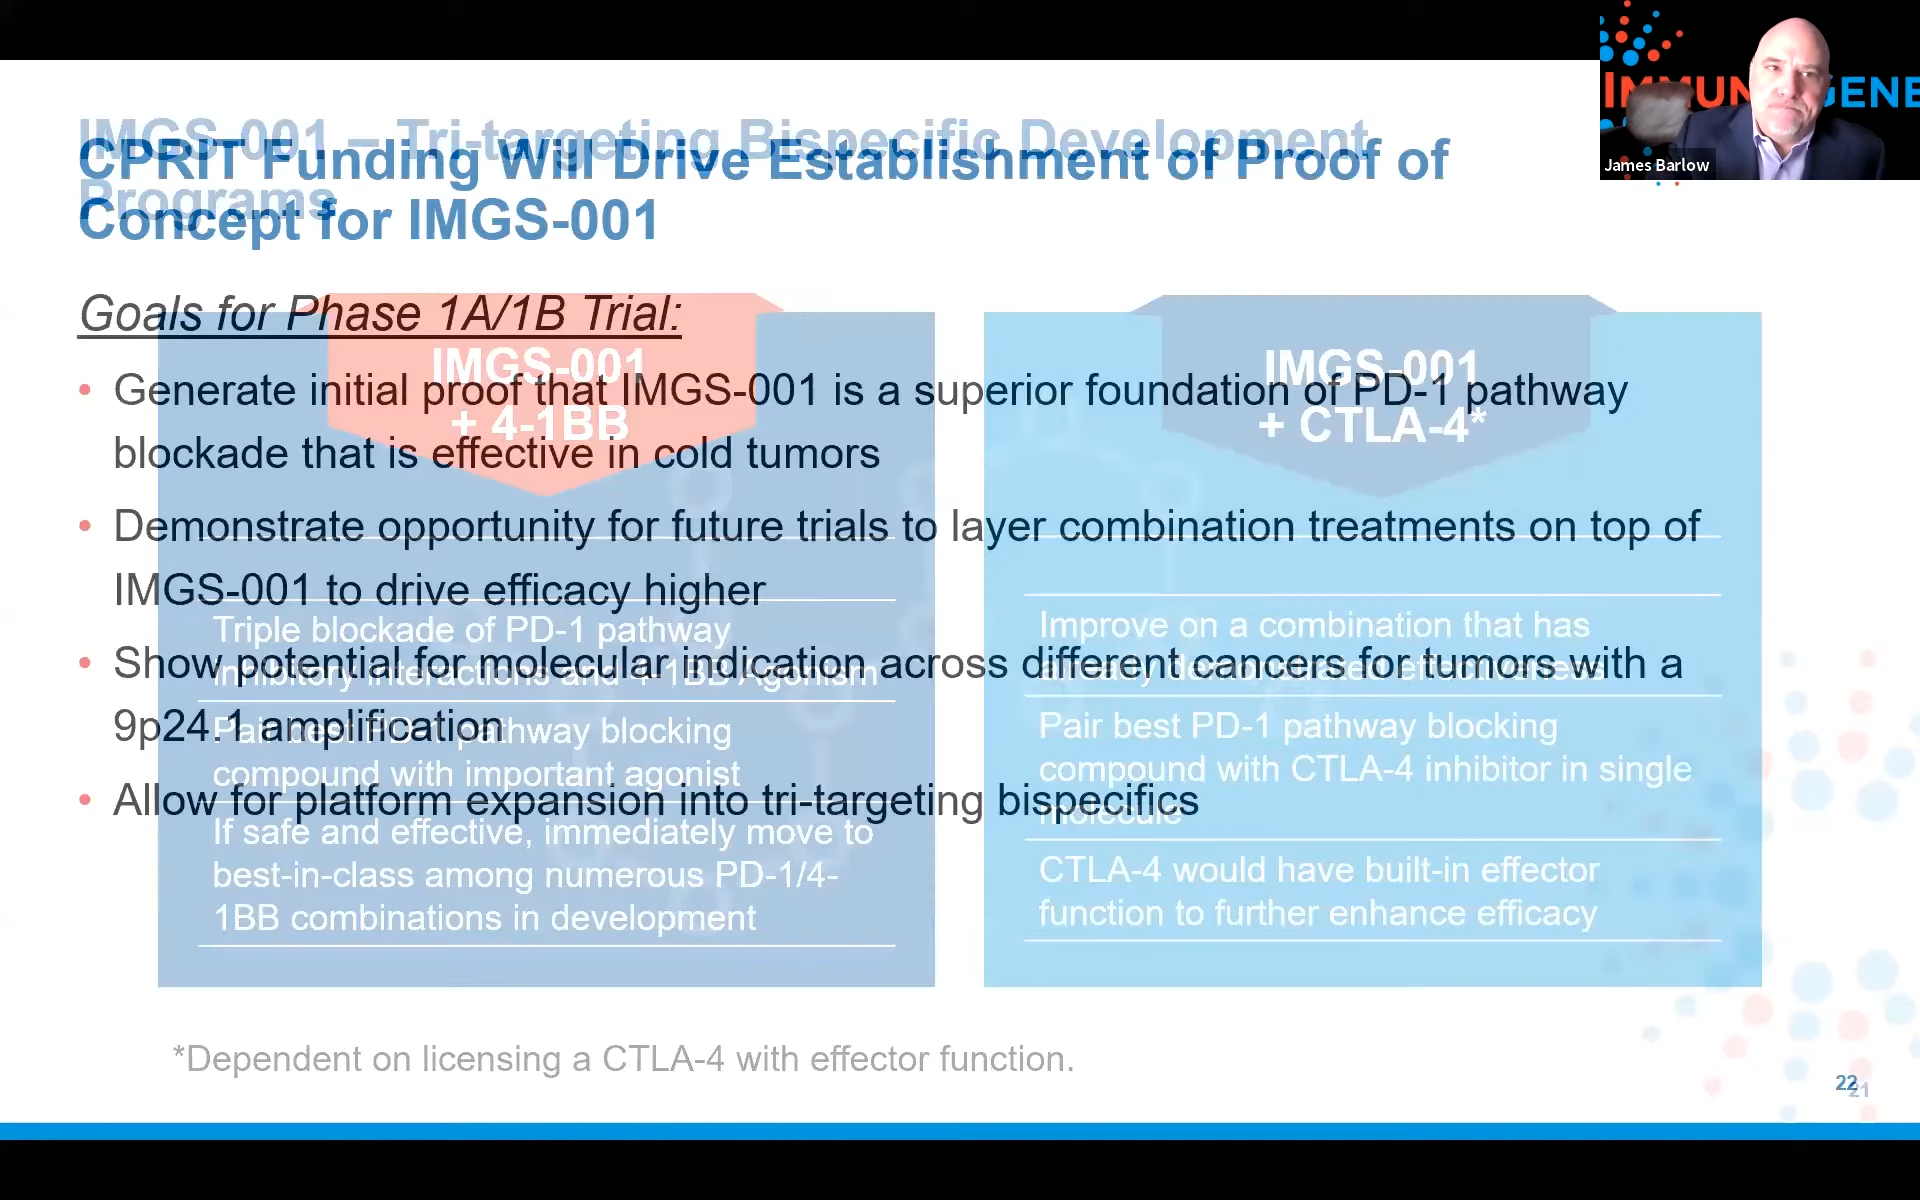 IMMUNOGENE
James Barlow
IMGS-001 – Tri-targeting Bispecific Development
Programs
CPRIT Funding Will Drive Establishment of Proof of
Concept for IMGS-001
Goals for Phase 1A/1B Trial:
• Generate initial proof that IMGS-001 is a superior foundation of PD-1 pathway
blockade that is effective in cold tumors
• Demonstrate opportunity for future trials to layer combination treatments on top of
IMGS-001 to drive efficacy higher
• Show potential for molecular indication across different cancers for tumors with a
9p24.1 amplification
• Allow for platform expansion into tri-targeting bispecifics
IMGS-001
+ 4-1BB
Triple blockade of PD-1 pathway
inhibitory interactions and 4-1BB Agonism
Pair best PD-1 pathway blocking
compound with important agonist
If safe and effective, immediately move to
best-in-class among numerous PD-1/4-
1BB combinations in development
IMGS-001
+ CTLA-4*
Improve on a combination that has
already demonstrated effectiveness
Pair best PD-1 pathway blocking
compound with CTLA-4 inhibitor in single
molecule
CTLA-4 would have built-in effector
function to further enhance efficacy
*Dependent on licensing a CTLA-4 with effector function.
22
21